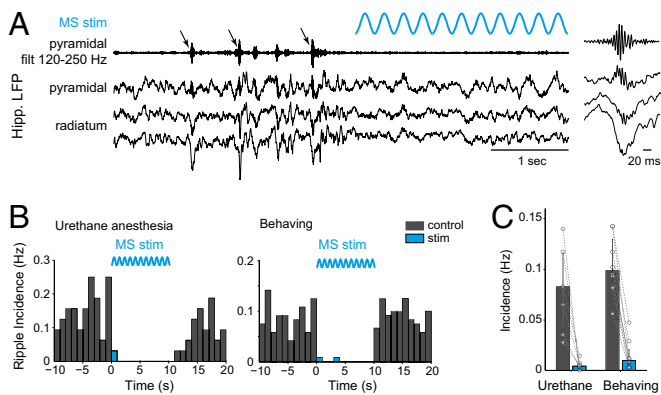 A
MS stim
pyramidal
filt 120-250 Hz
Hipp. LFP
pyramidal
radiatum
1 sec
20 ms
B
Urethane anesthesia
MS stim
Behaving
MS stim
control
stim
Ripple Incidence (Hz)
0.3
0.2
0.1
0
−10 −5 0 5 10 15 20
Time (s)
0.2
0.1
0
−10 −5 0 5 10 15 20
Time (s)
C
Incidence (Hz)
0.15
0.1
0.05
0
Urethane Behaving